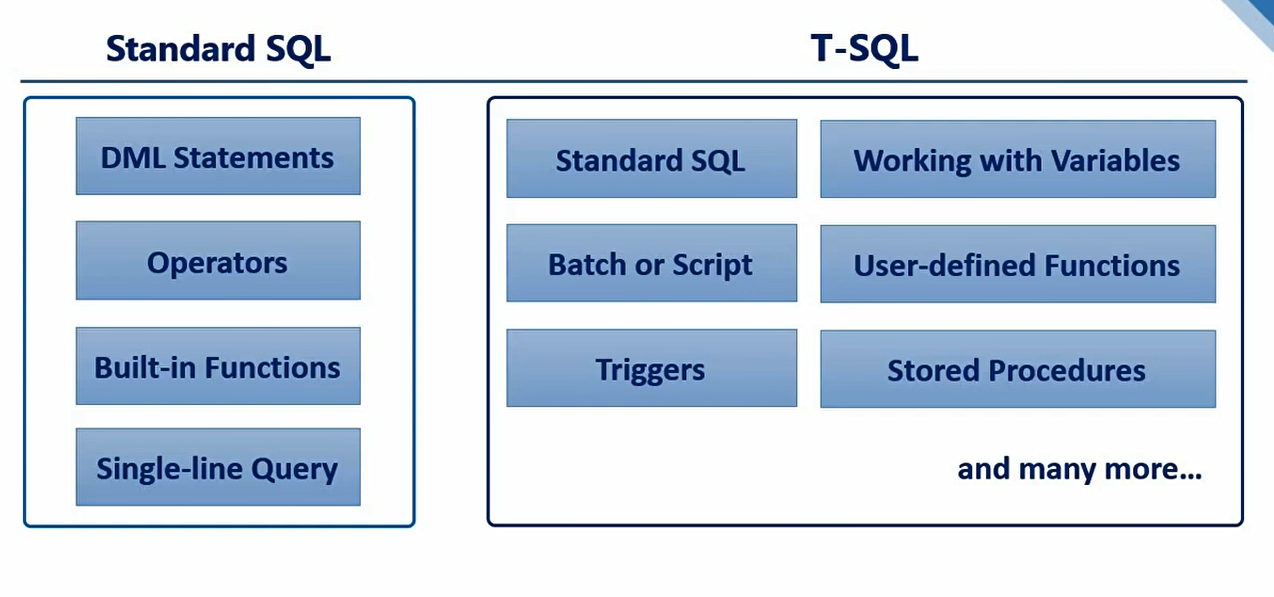 Standard SQL
T-SQL
DML Statements
Operators
Built-in Functions
Single-line Query
Standard SQL
Working with Variables
Batch or Script
User-defined Functions
Triggers
Stored Procedures
and many more...